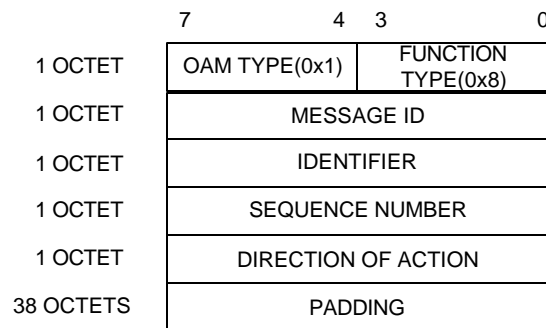 7 4 3 0
1 OCTET OAM TYPE(0x1) FUNCTION
TYPE(0x8)
1 OCTET MESSAGE ID
1 OCTET IDENTIFIER
1 OCTET SEQUENCE NUMBER
1 OCTET DIRECTION OF ACTION
38 OCTETS PADDING